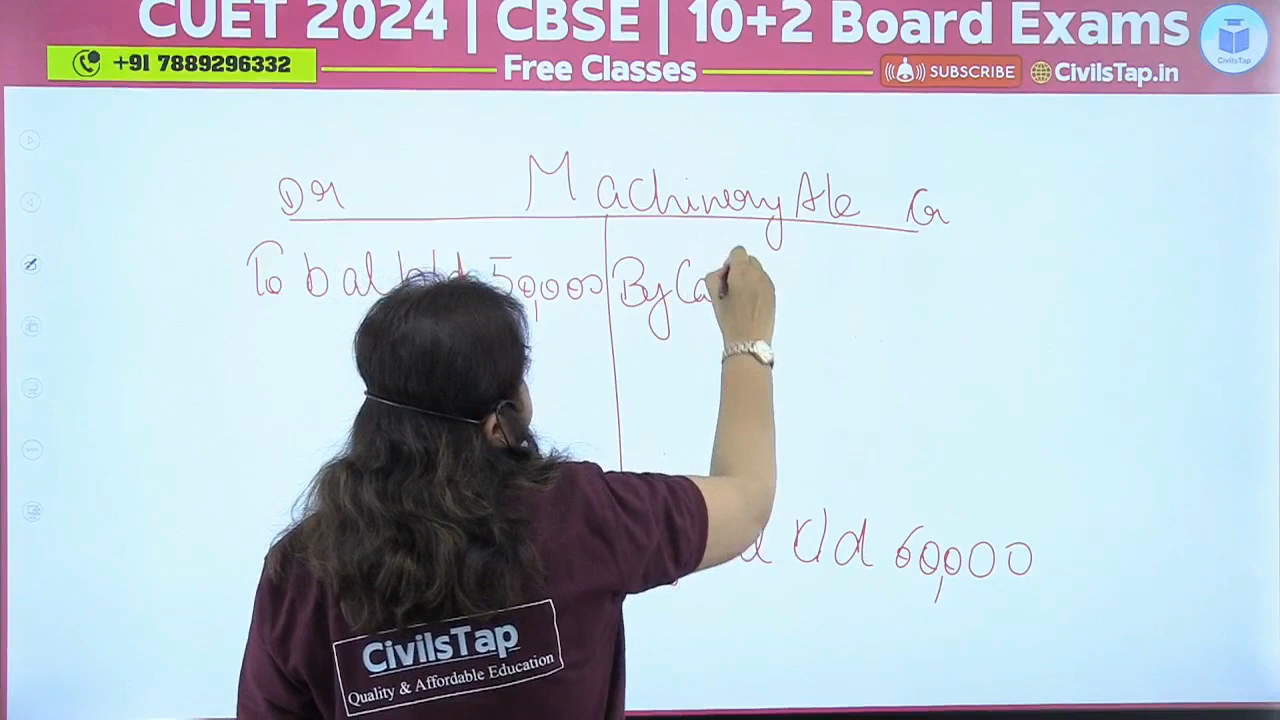 CUET 2024 | CBSE | 10+2 Board Exams
+91 7889296332
Free Classes
SUBSCRIBE
CivilsTap.in
CivilsTap
Dr Machinery A/c Cr
To bal b/d 50,000 By Ca
c/d 60,000
CivilsTap
Quality & Affordable Education